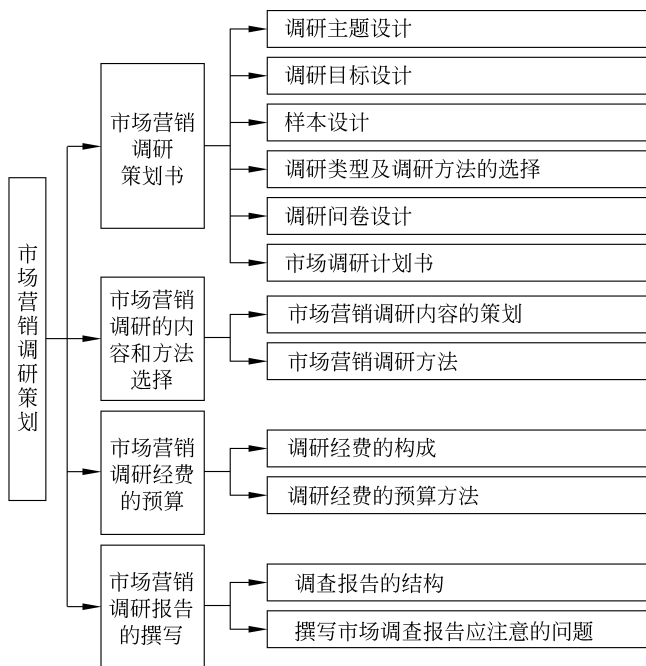 市场营销调研策划
市场营销
调研
策划书
调研主题设计
调研目标设计
样本设计
调研类型及调研方法的选择
调研问卷设计
市场调研计划书
市场营销
调研的内
容和方法
选择
市场营销调研内容的策划
市场营销调研方法
市场营销
调研经费
的预算
调研经费的构成
调研经费的预算方法
市场营销
调研报告
的撰写
调查报告的结构
撰写市场调查报告应注意的问题